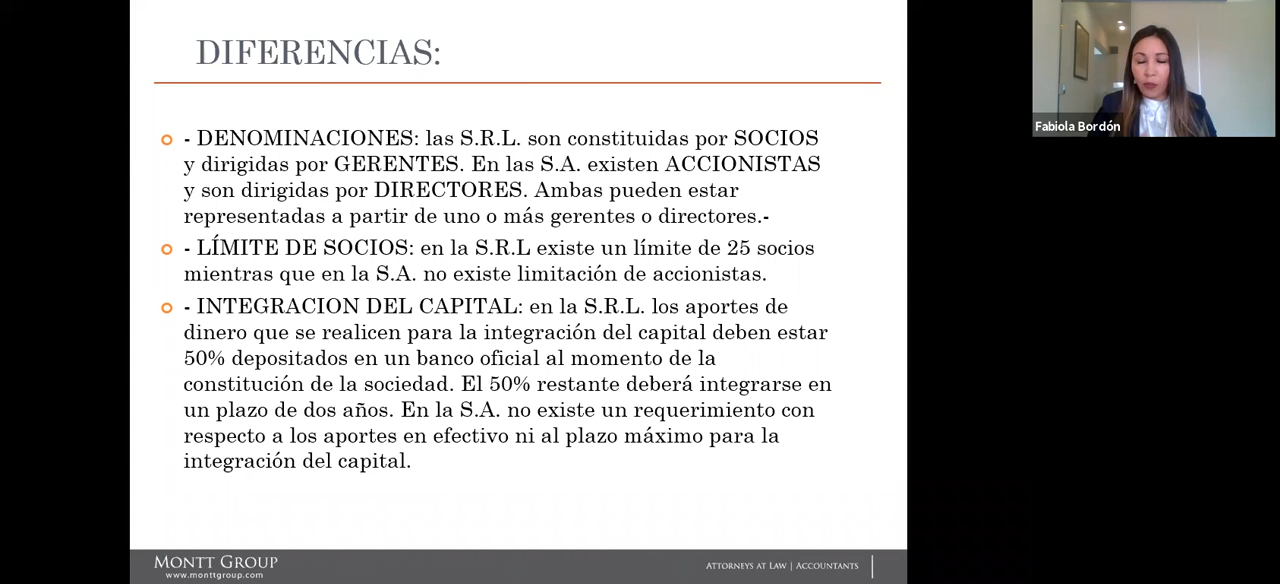 DIFERENCIAS:
- DENOMINACIONES: las S.R.L. son constituidas por SOCIOS
y dirigidas por GERENTES. En las S.A. existen ACCIONISTAS
y son dirigidas por DIRECTORES. Ambas pueden estar
representadas a partir de uno o más gerentes o directores.-
- LÍMITE DE SOCIOS: en la S.R.L existe un límite de 25 socios
mientras que en la S.A. no existe limitación de accionistas.
- INTEGRACION DEL CAPITAL: en la S.R.L. los aportes de
dinero que se realicen para la integración del capital deben estar
50% depositados en un banco oficial al momento de la
constitución de la sociedad. El 50% restante deberá integrarse en
un plazo de dos años. En la S.A. no existe un requerimiento con
respecto a los aportes en efectivo ni al plazo máximo para la
integración del capital.
MONTT GROUP
www.monttgroup.com
ATTORNEYS AT LAW | ACCOUNTANTS
Fabiola Bordón